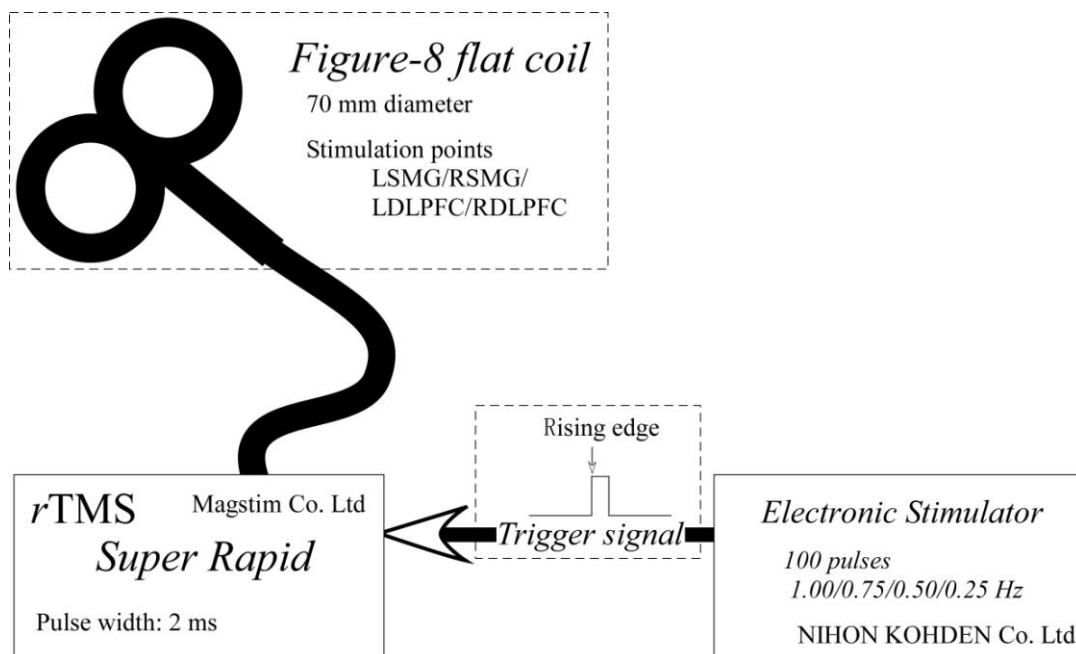 Figure-8 flat coil
70 mm diameter
Stimulation points
LSMG/RSMG/
LDLPFC/RDLPFC
Rising edge
Trigger signal
rTMS Magstim Co. Ltd
Super Rapid
Pulse width: 2 ms
Electronic Stimulator
100 pulses
1.00/0.75/0.50/0.25 Hz
NIHON KOHDEN Co. Ltd